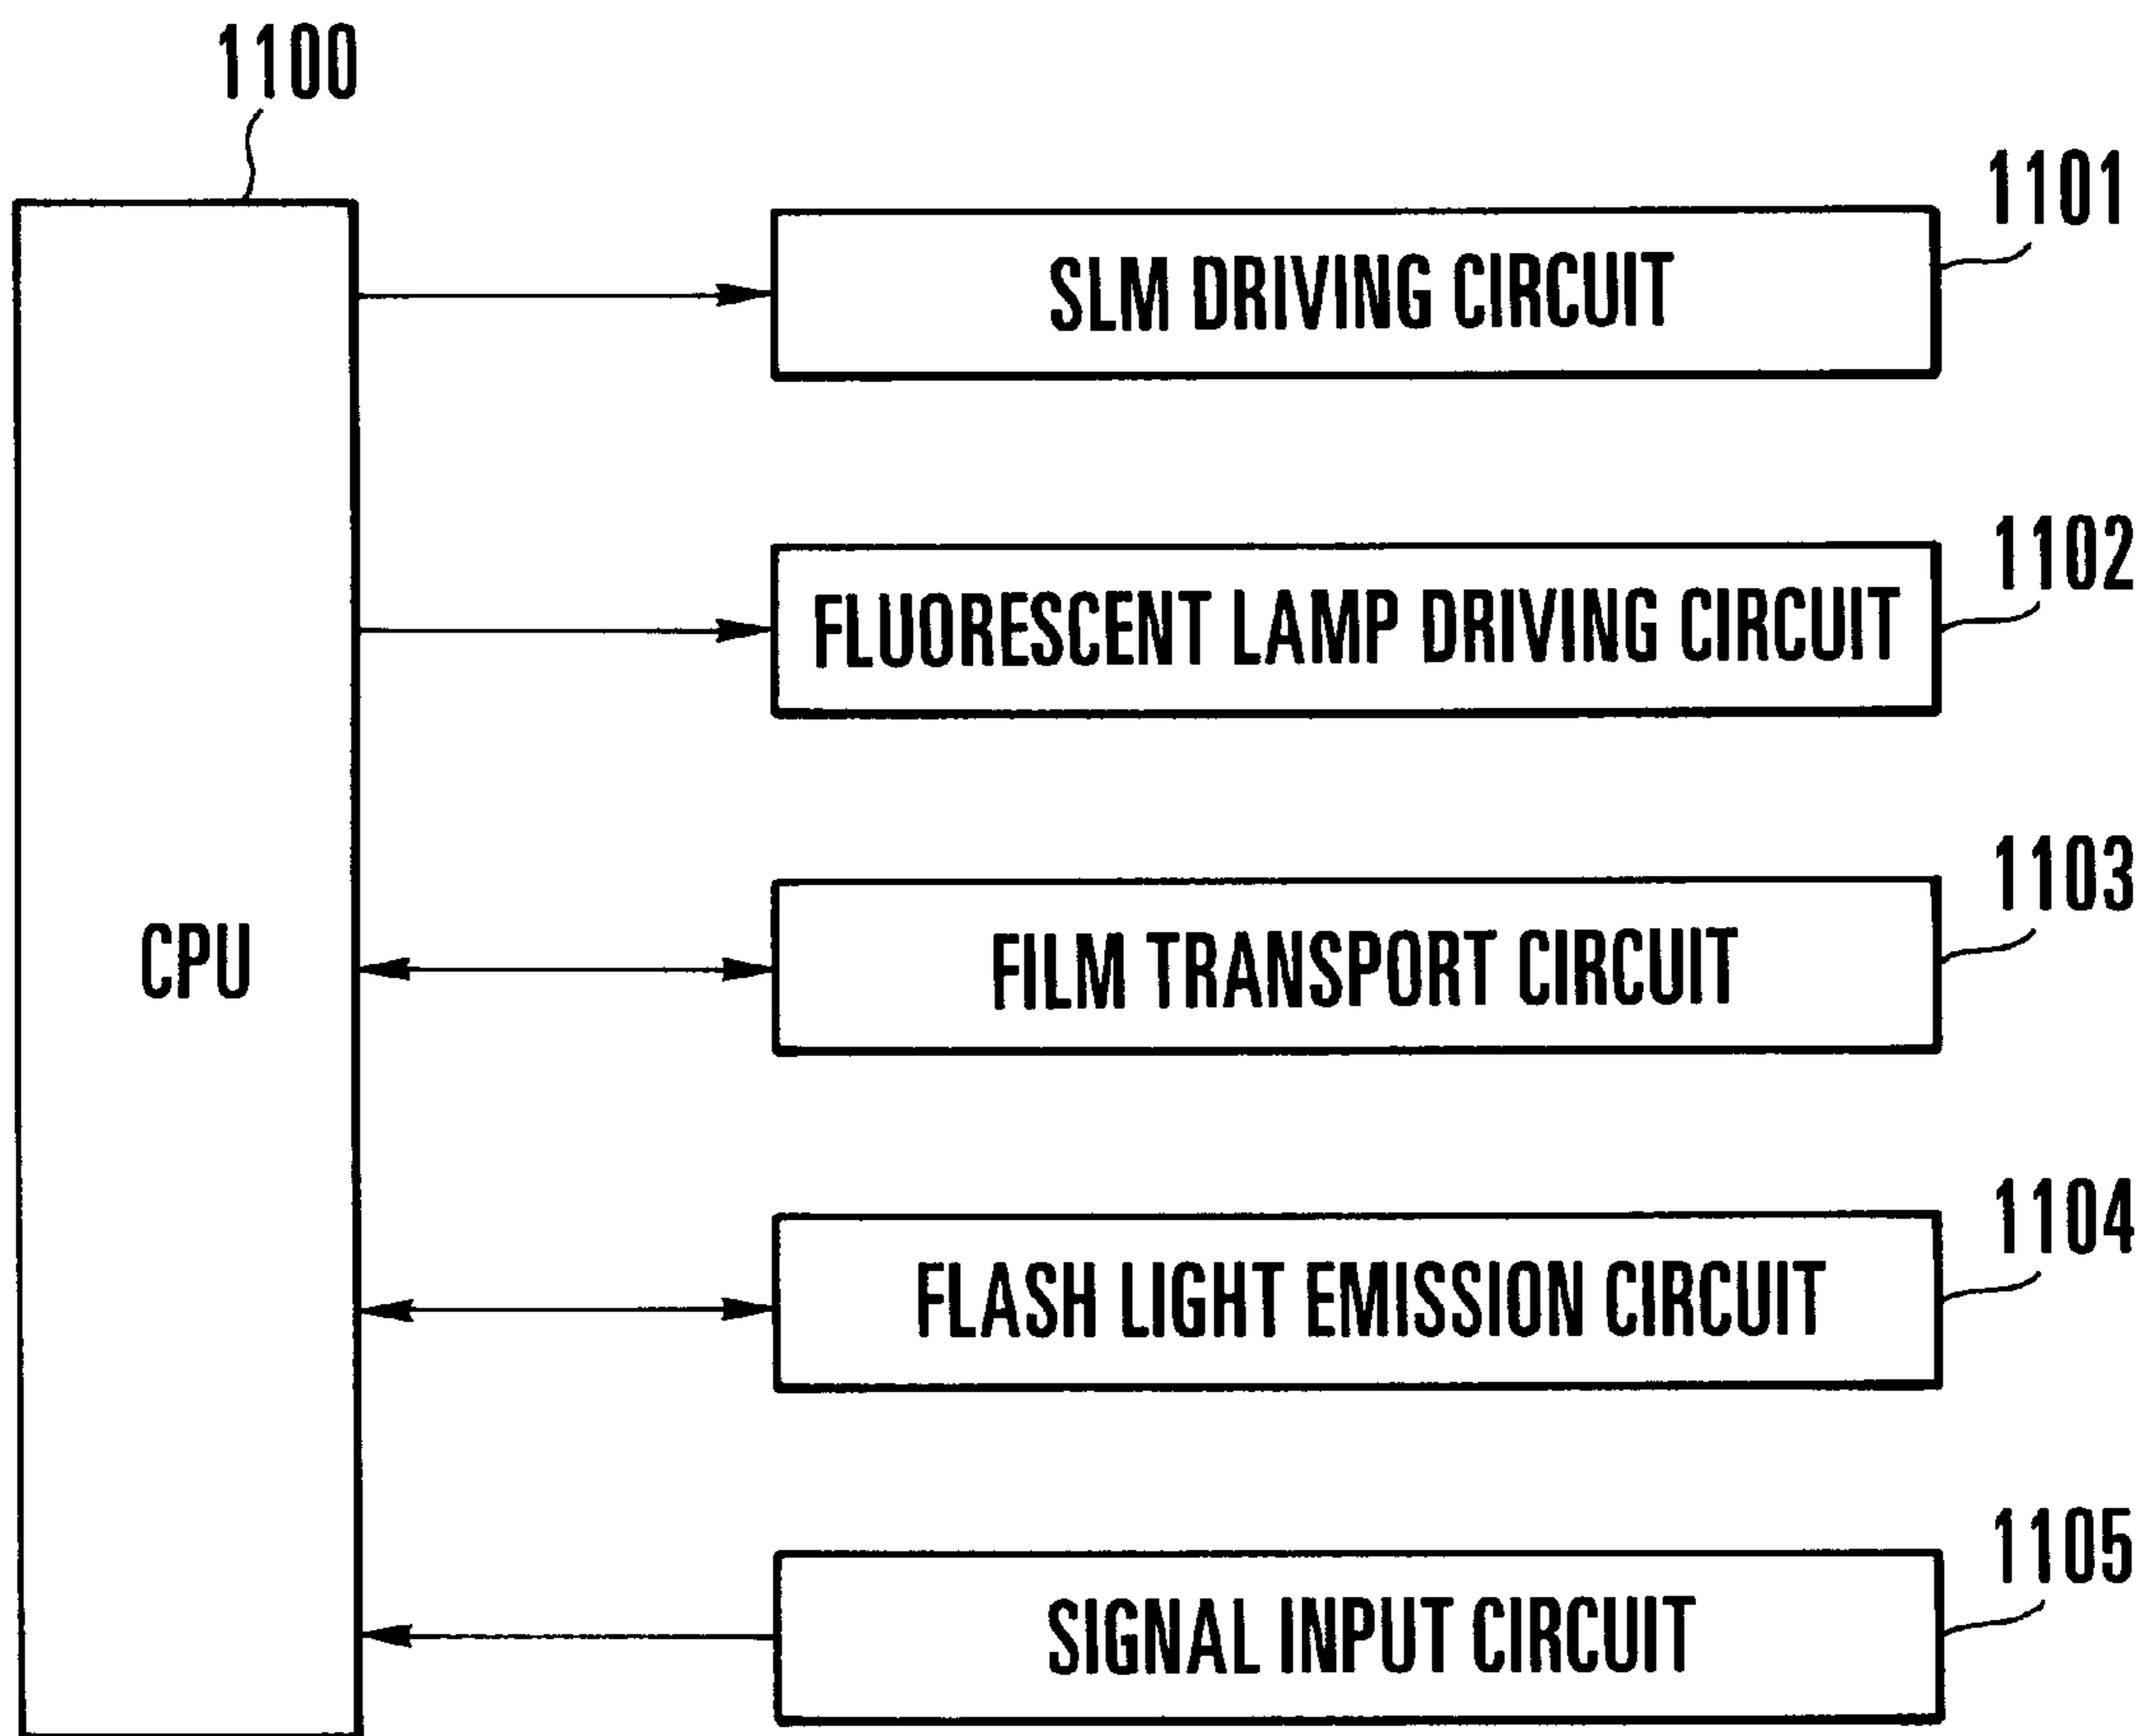 1100
1101
SLM DRIVING CIRCUIT
1102
FLUORESCENT LAMP DRIVING CIRCUIT
1103
CPU
FILM TRANSPORT CIRCUIT
1104
FLASH LIGHT EMISSION CIRCUIT
1105
SIGNAL INPUT CIRCUIT